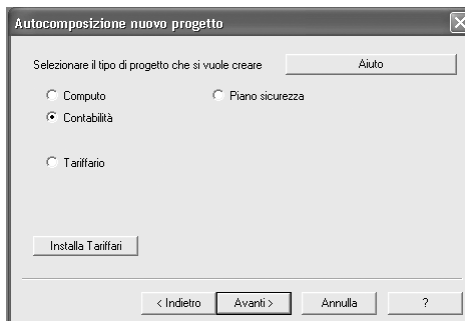 Autocomposizione nuovo progetto
Selezionare il tipo di progetto che si vuole creare Aiuto
Computo Piano sicurezza
Contabilità
Tariffario
Installa Tariffari
< Indietro Avanti > Annulla ?